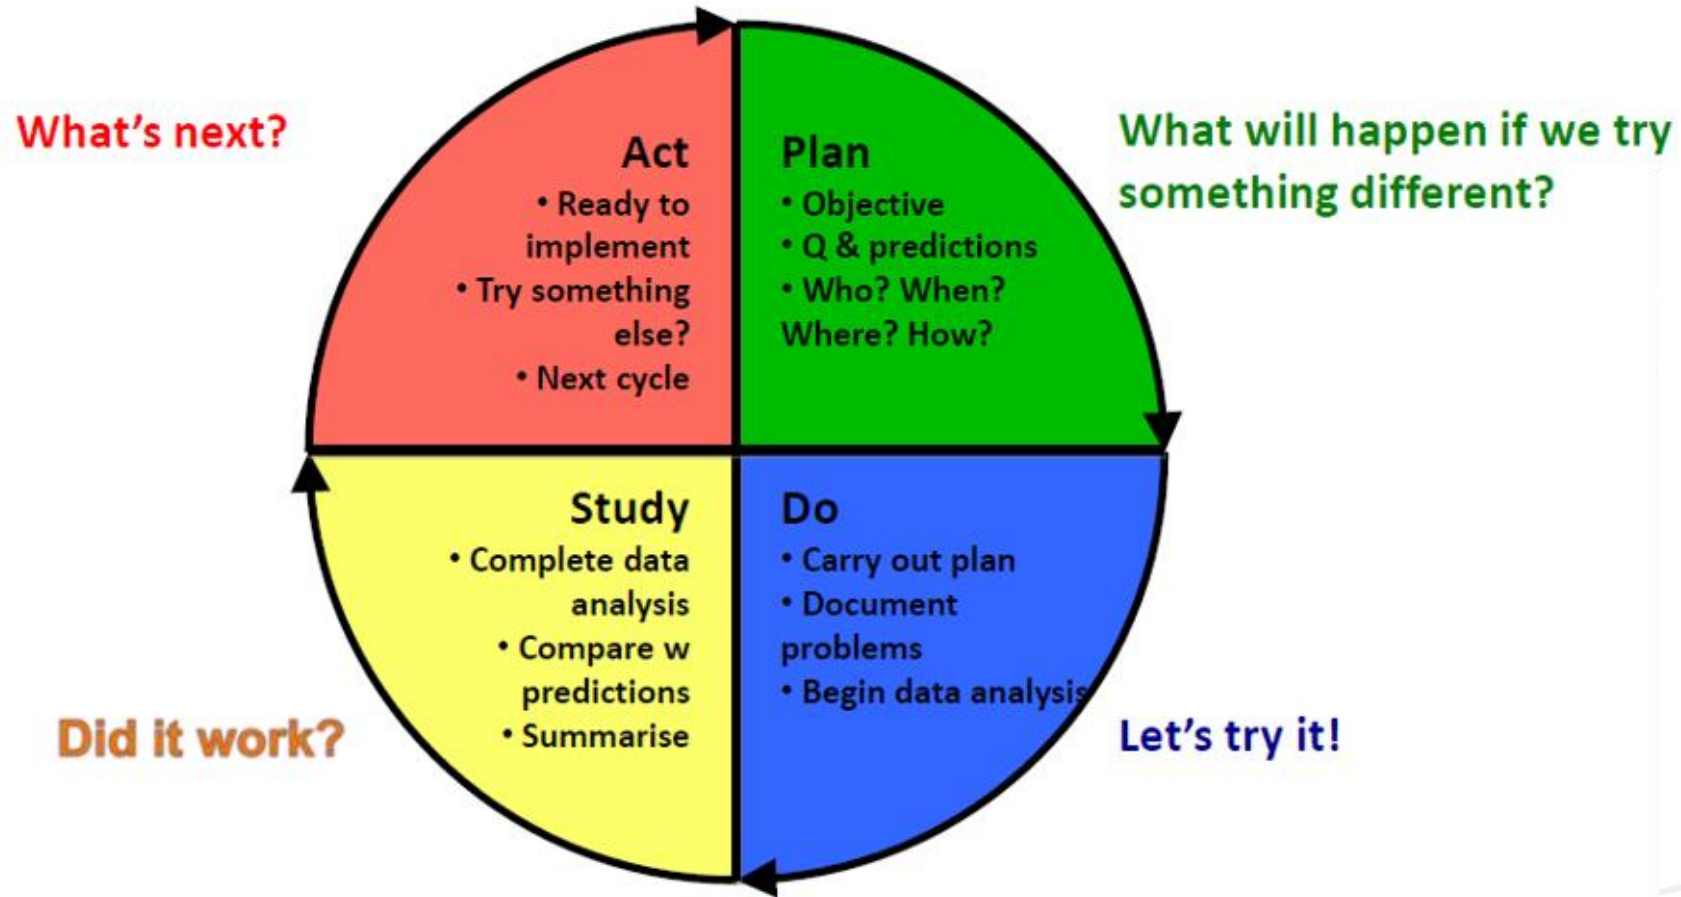 What's next?
Act
• Ready to
implement
• Try something
else?
• Next cycle
Plan
• Objective
• Q & predictions
• Who? When?
Where? How?
What will happen if we try
something different?
Study
• Complete data
analysis
• Compare w
predictions
• Summarise
Do
• Carry out plan
• Document
problems
• Begin data analysis
Did it work?
Let's try it!